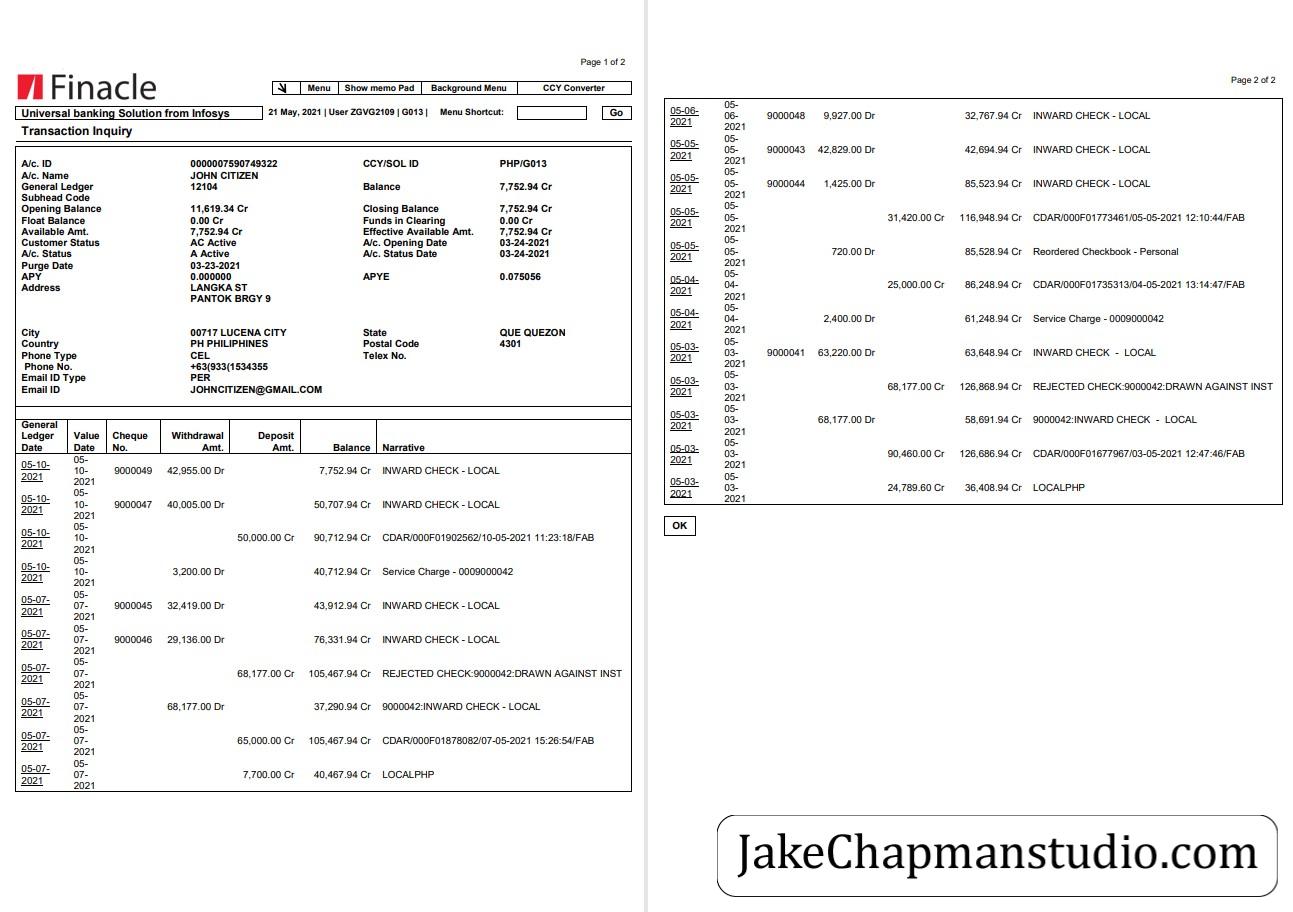 Page 1 of 2
Finacle
Menu Show memo Pad Background Menu CCY Converter
Universal banking Solution from Infosys 21 May, 2021 | User ZGVG2109 | G013 | Menu Shortcut: Go
Transaction Inquiry
A/c. ID 0000007590749322 CCY/SOL ID PHP/G013
A/c. Name JOHN CITIZEN
General Ledger 12104 Balance 7,752.94 Cr
Subhead Code
Opening Balance 11,619.34 Cr Closing Balance 7,752.94 Cr
Float Balance 0.00 Cr Funds in Clearing 0.00 Cr
Available Amt. 7,752.94 Cr Effective Available Amt. 7,752.94 Cr
Customer Status AC Active A/c. Opening Date 03-24-2021
A/c. Status A Active A/c. Status Date 03-24-2021
Purge Date 03-23-2021
APY 0.000000 APYE 0.075056
Address LANGKA ST
PANTOK BRGY 9
City 00717 LUCENA CITY State QUE QUEZON
Country PH PHILIPHINES Postal Code 4301
Phone Type CEL Telex No.
Phone No. +63(933(1534355
Email ID Type PER
Email ID JOHNCITIZEN@GMAIL.COM
General Ledger Date Value Date Cheque No. Withdrawal Amt. Deposit Amt. Balance Narrative
05-10-2021 05-10-2021 9000049 42,955.00 Dr 7,752.94 Cr INWARD CHECK - LOCAL
05-10-2021 05-10-2021 9000047 40,005.00 Dr 50,707.94 Cr INWARD CHECK - LOCAL
05-10-2021 05-10-2021 50,000.00 Cr 90,712.94 Cr CDAR/000F01902562/10-05-2021 11:23:18/FAB
05-10-2021 05-10-2021 3,200.00 Dr 40,712.94 Cr Service Charge - 0009000042
05-07-2021 05-07-2021 9000045 32,419.00 Dr 43,912.94 Cr INWARD CHECK - LOCAL
05-07-2021 05-07-2021 9000046 29,136.00 Dr 76,331.94 Cr INWARD CHECK - LOCAL
05-07-2021 05-07-2021 68,177.00 Cr 105,467.94 Cr REJECTED CHECK:9000042:DRAWN AGAINST INST
05-07-2021 05-07-2021 68,177.00 Dr 37,290.94 Cr 9000042:INWARD CHECK - LOCAL
05-07-2021 05-07-2021 65,000.00 Cr 105,467.94 Cr CDAR/000F01878082/07-05-2021 15:26:54/FAB
05-07-2021 05-07-2021 7,700.00 Cr 40,467.94 Cr LOCALPHP
Page 2 of 2
05-06-2021 05-06-2021 9000048 9,927.00 Dr 32,767.94 Cr INWARD CHECK - LOCAL
05-05-2021 05-05-2021 9000043 42,829.00 Dr 42,694.94 Cr INWARD CHECK - LOCAL
05-05-2021 05-05-2021 9000044 1,425.00 Dr 85,523.94 Cr INWARD CHECK - LOCAL
05-05-2021 05-05-2021 31,420.00 Cr 116,948.94 Cr CDAR/000F01773461/05-05-2021 12:10:44/FAB
05-05-2021 05-05-2021 720.00 Dr 85,528.94 Cr Reordered Checkbook - Personal
05-04-2021 05-04-2021 25,000.00 Cr 86,248.94 Cr CDAR/000F01735313/04-05-2021 13:14:47/FAB
05-04-2021 05-04-2021 2,400.00 Dr 61,248.94 Cr Service Charge - 0009000042
05-03-2021 05-03-2021 9000041 63,220.00 Dr 63,648.94 Cr INWARD CHECK - LOCAL
05-03-2021 05-03-2021 68,177.00 Cr 126,868.94 Cr REJECTED CHECK:9000042:DRAWN AGAINST INST
05-03-2021 05-03-2021 68,177.00 Dr 58,691.94 Cr 9000042:INWARD CHECK - LOCAL
05-03-2021 05-03-2021 90,460.00 Cr 126,686.94 Cr CDAR/000F01677967/03-05-2021 12:47:46/FAB
05-03-2021 05-03-2021 24,789.60 Cr 36,408.94 Cr LOCALPHP
OK
JakeChapmanstudio.com